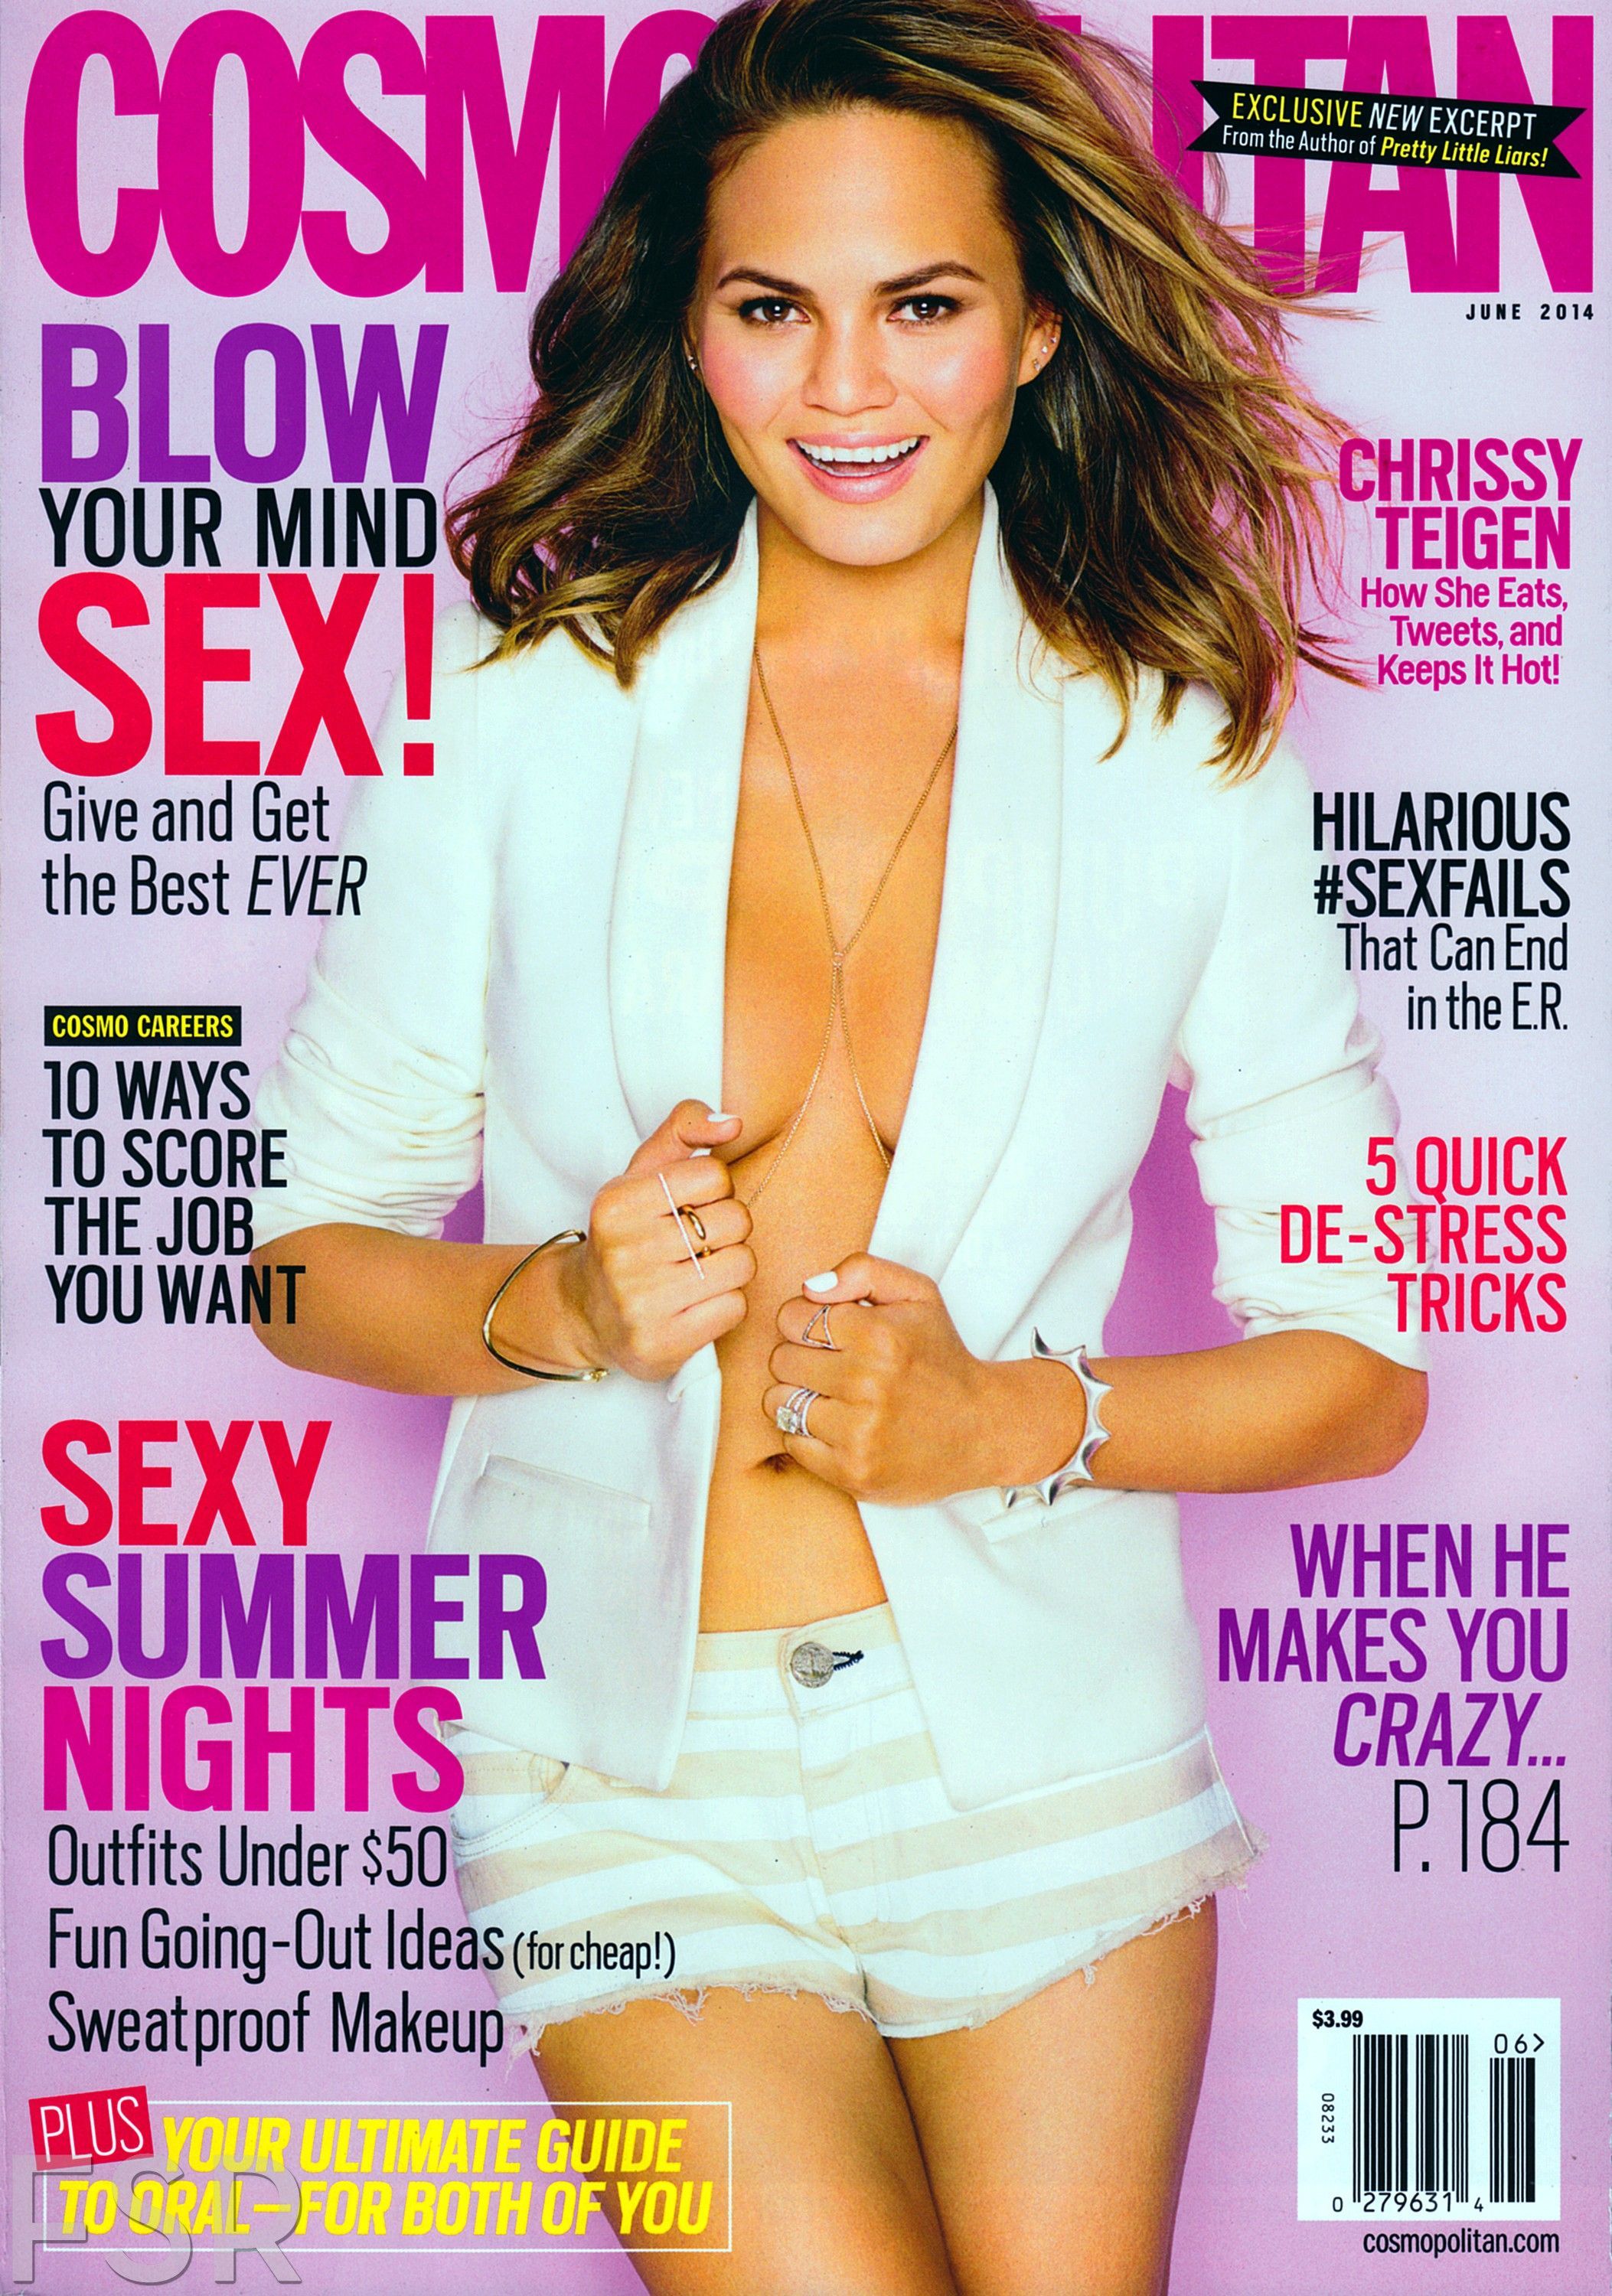 COSMOPOLITAN
EXCLUSIVE NEW EXCERPT
From the Author of Pretty Little Liars!
JUNE 2014
BLOW
YOUR MIND
SEX!
Give and Get
the Best EVER
CHRISSY
TEIGEN
How She Eats,
Tweets, and
Keeps It Hot!
HILARIOUS
#SEXFAILS
That Can End
in the E.R.
COSMO CAREERS
10 WAYS
TO SCORE
THE JOB
YOU WANT
5 QUICK
DE-STRESS
TRICKS
SEXY
SUMMER
NIGHTS
Outfits Under $50
Fun Going-Out Ideas (for cheap!)
Sweatproof Makeup
WHEN HE
MAKES YOU
CRAZY...
P.184
PLUS
YOUR ULTIMATE GUIDE
TO ORAL—FOR BOTH OF YOU
FSR
$3.99
06>
08233
0 279631 4
cosmopolitan.com